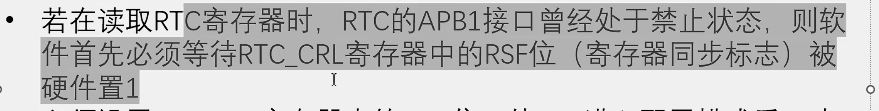 • 若在读取RTC寄存器时，RTC的APB1接口曾经处于禁止状态，则软
件首先必须等待RTC_CRL寄存器中的RSF位（寄存器同步标志）被
硬件置1